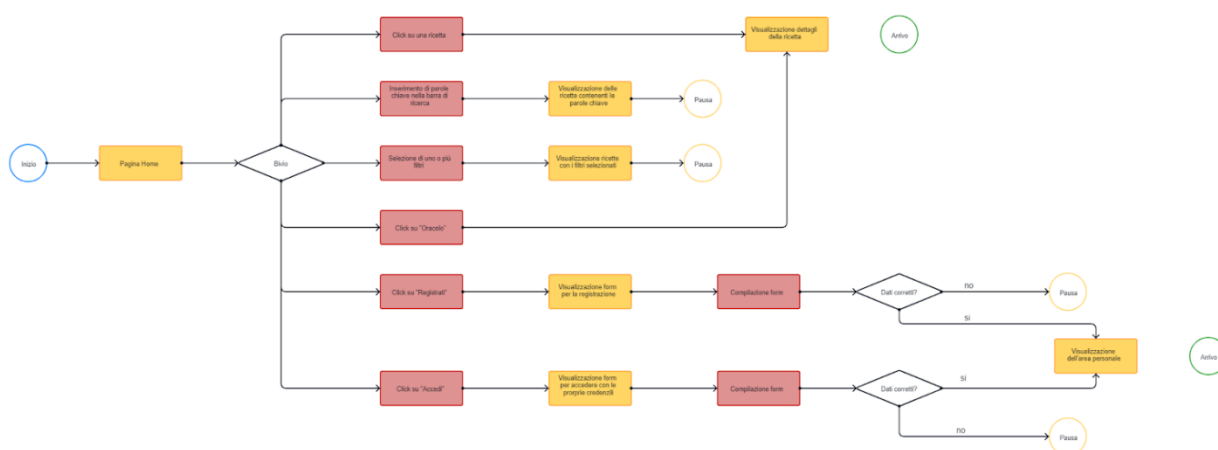 Click su una ricetta
Visualizzazione dettagli
della ricetta
Arrivo
Inserimento di parole
chiave nella barra di
ricerca
Visualizzazione delle
ricetta contenenti le
parole chiave
Pausa
Inizio
Pagina Home
Bivio
Selezione di uno o più
filtri
Visualizzazione ricette
con i filtri selezionati
Pausa
Click su "Oracolo"
Click su "Registrati"
Visualizzazione form
per la registrazione
Compilazione form
Dati corretti?
no
Pausa
si
Visualizzazione
dell'area personale
Arrivo
Click su "Accedi"
Visualizzazione form
per accedere con le
proprie credenzili
Compilazione form
Dati corretti?
si
no
Pausa